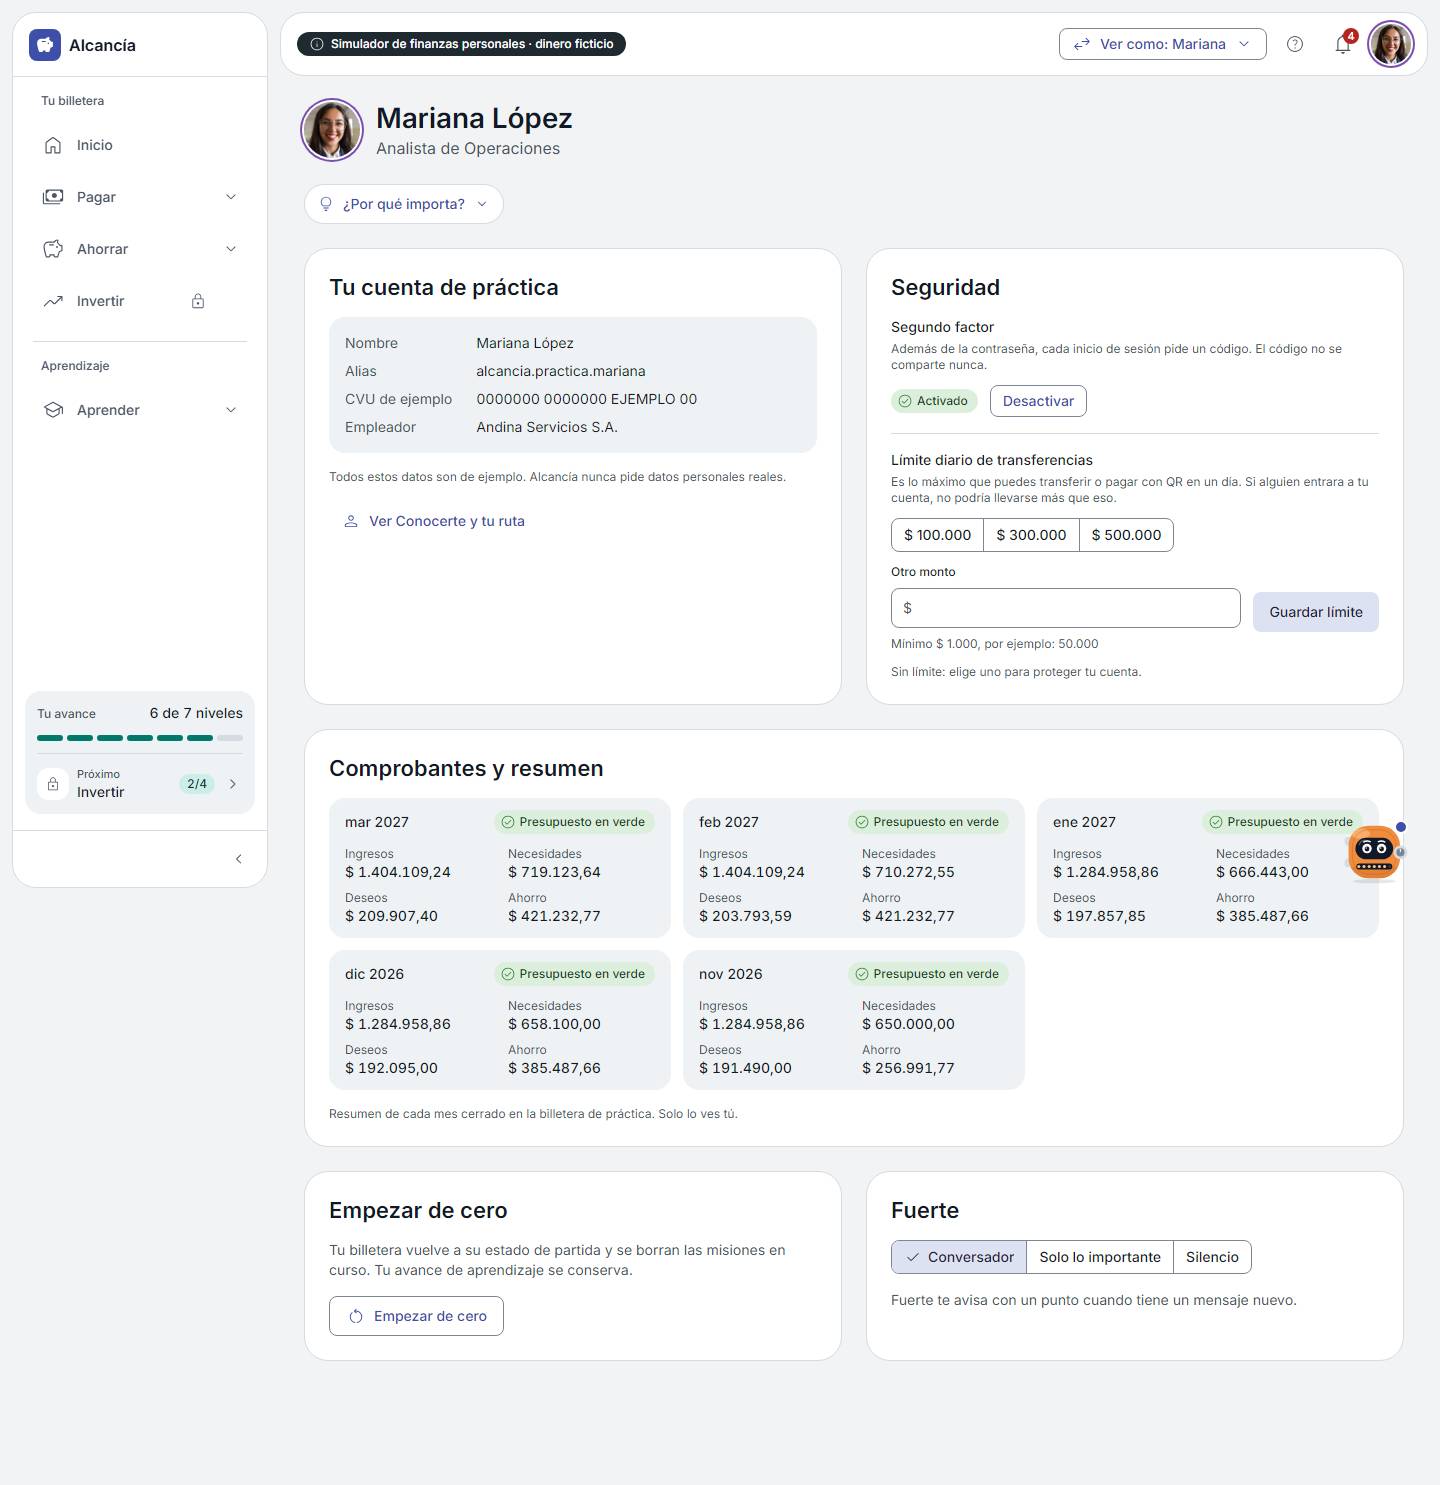 Alcancía
Tu billetera
Inicio
Pagar
Ahorrar
Invertir
Aprendizaje
Aprender
Tu avance
6 de 7 niveles
Próximo
Invertir
2/4
Simulador de finanzas personales · dinero ficticio
Ver como: Mariana
4
Mariana López
Analista de Operaciones
¿Por qué importa?
Tu cuenta de práctica
Nombre Mariana López
Alias alcancia.practica.mariana
CVU de ejemplo 0000000 0000000 EJEMPLO 00
Empleador Andina Servicios S.A.
Todos estos datos son de ejemplo. Alcancía nunca pide datos personales reales.
Ver Conocerte y tu ruta
Seguridad
Segundo factor
Además de la contraseña, cada inicio de sesión pide un código. El código no se
comparte nunca.
Activado
Desactivar
Límite diario de transferencias
Es lo máximo que puedes transferir o pagar con QR en un día. Si alguien entrara a tu
cuenta, no podría llevarse más que eso.
$ 100.000 $ 300.000 $ 500.000
Otro monto
$
Guardar límite
Mínimo $ 1.000, por ejemplo: 50.000
Sin límite: elige uno para proteger tu cuenta.
Comprobantes y resumen
mar 2027 Presupuesto en verde
Ingresos Necesidades
$ 1.404.109,24 $ 719.123,64
Deseos Ahorro
$ 209.907,40 $ 421.232,77
feb 2027 Presupuesto en verde
Ingresos Necesidades
$ 1.404.109,24 $ 710.272,55
Deseos Ahorro
$ 203.793,59 $ 421.232,77
ene 2027 Presupuesto en verde
Ingresos Necesidades
$ 1.284.958,86 $ 666.443,00
Deseos Ahorro
$ 197.857,85 $ 385.487,66
dic 2026 Presupuesto en verde
Ingresos Necesidades
$ 1.284.958,86 $ 658.100,00
Deseos Ahorro
$ 192.095,00 $ 385.487,66
nov 2026 Presupuesto en verde
Ingresos Necesidades
$ 1.284.958,86 $ 650.000,00
Deseos Ahorro
$ 191.490,00 $ 256.991,77
Resumen de cada mes cerrado en la billetera de práctica. Solo lo ves tú.
Empezar de cero
Tu billetera vuelve a su estado de partida y se borran las misiones en
curso. Tu avance de aprendizaje se conserva.
Empezar de cero
Fuerte
Conversador Solo lo importante Silencio
Fuerte te avisa con un punto cuando tiene un mensaje nuevo.